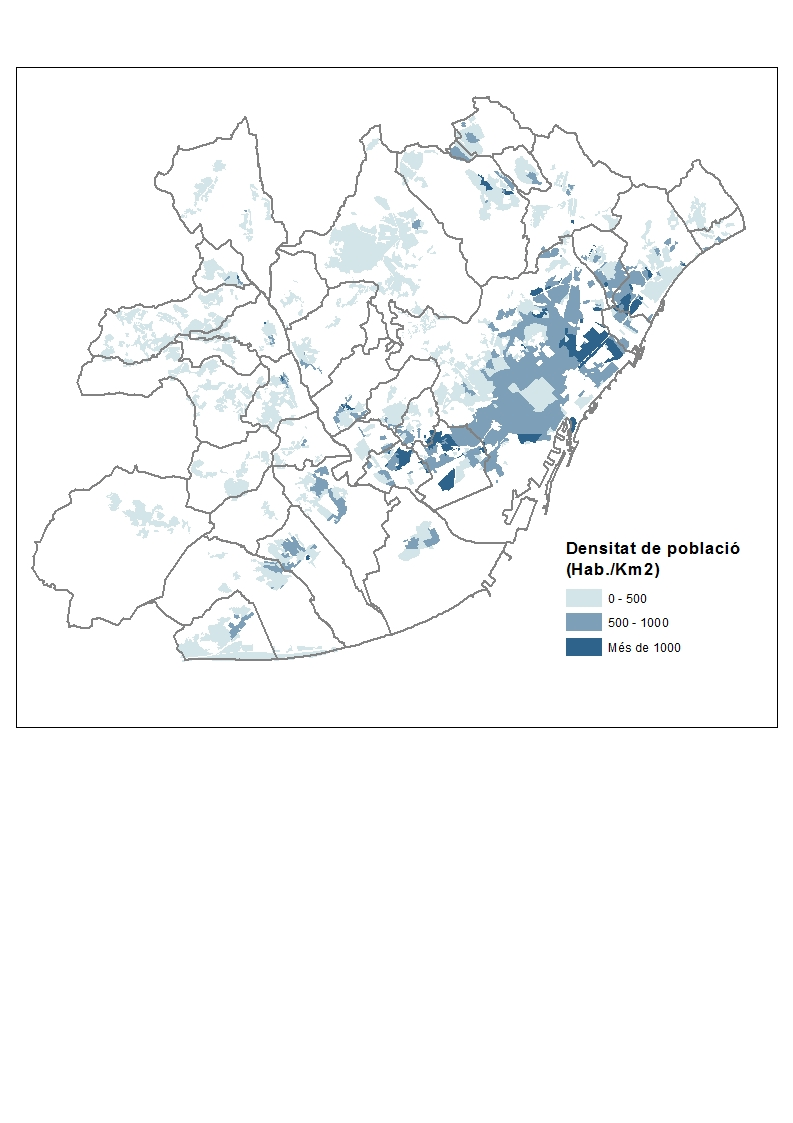 Densitat de població
(Hab./Km2)
0 - 500
500 - 1000
Més de 1000